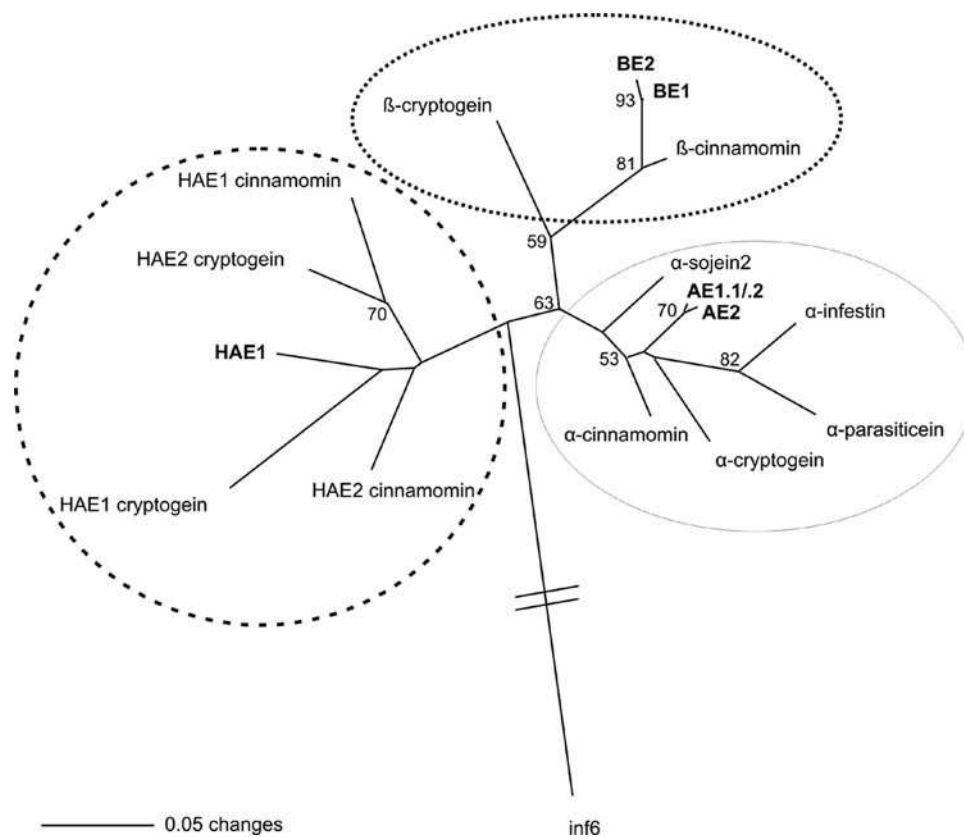 BE2
93
BE1
ß-cryptogein
81
ß-cinnamomin
HAE1 cinnamomin
59
HAE2 cryptogein
α-sojein2
63
70
AE1.1/.2
AE2
α-infestin
70
HAE1
53
82
α-cinnamomin
α-parasiticein
α-cryptogein
HAE1 cryptogein
HAE2 cinnamomin
0.05 changes
inf6